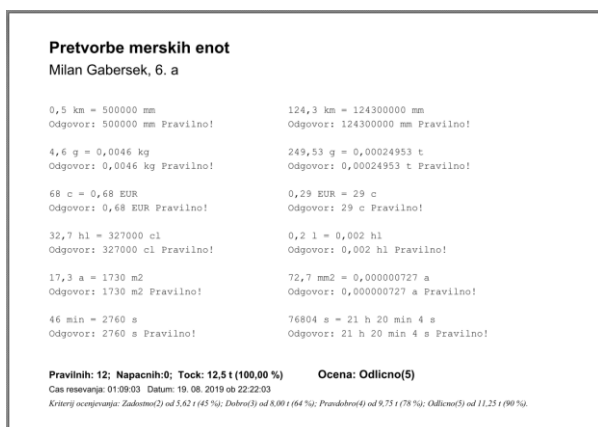 Pretvorbe merskih enot
Milan Gabersek, 6. a
0,5 km = 500000 mm
Odgovor: 500000 mm Pravilno!
124,3 km = 124300000 mm
Odgovor: 124300000 mm Pravilno!
4,6 g = 0,0046 kg
Odgovor: 0,0046 kg Pravilno!
249,53 g = 0,00024953 t
Odgovor: 0,00024953 t Pravilno!
68 c = 0,68 EUR
Odgovor: 0,68 EUR Pravilno!
0,29 EUR = 29 c
Odgovor: 29 c Pravilno!
32,7 hl = 327000 cl
Odgovor: 327000 cl Pravilno!
0,2 l = 0,002 hl
Odgovor: 0,002 hl Pravilno!
17,3 a = 1730 m2
Odgovor: 1730 m2 Pravilno!
72,7 mm2 = 0,000000727 a
Odgovor: 0,000000727 a Pravilno!
46 min = 2760 s
Odgovor: 2760 s Pravilno!
76804 s = 21 h 20 min 4 s
Odgovor: 21 h 20 min 4 s Pravilno!
Pravilnih: 12; Napacnih:0; Tock: 12,5 t (100,00 %) Ocena: Odlicno(5)
Cas resevanja: 01:09:03 Datum: 19. 08. 2019 ob 22:22:03
Kriterij ocenjevanja: Zadostno(2) od 5,62 t (45 %); Dobro(3) od 8,00 t (64 %); Pravdobro(4) od 9,75 t (78 %); Odlicno(5) od 11,25 t (90 %).